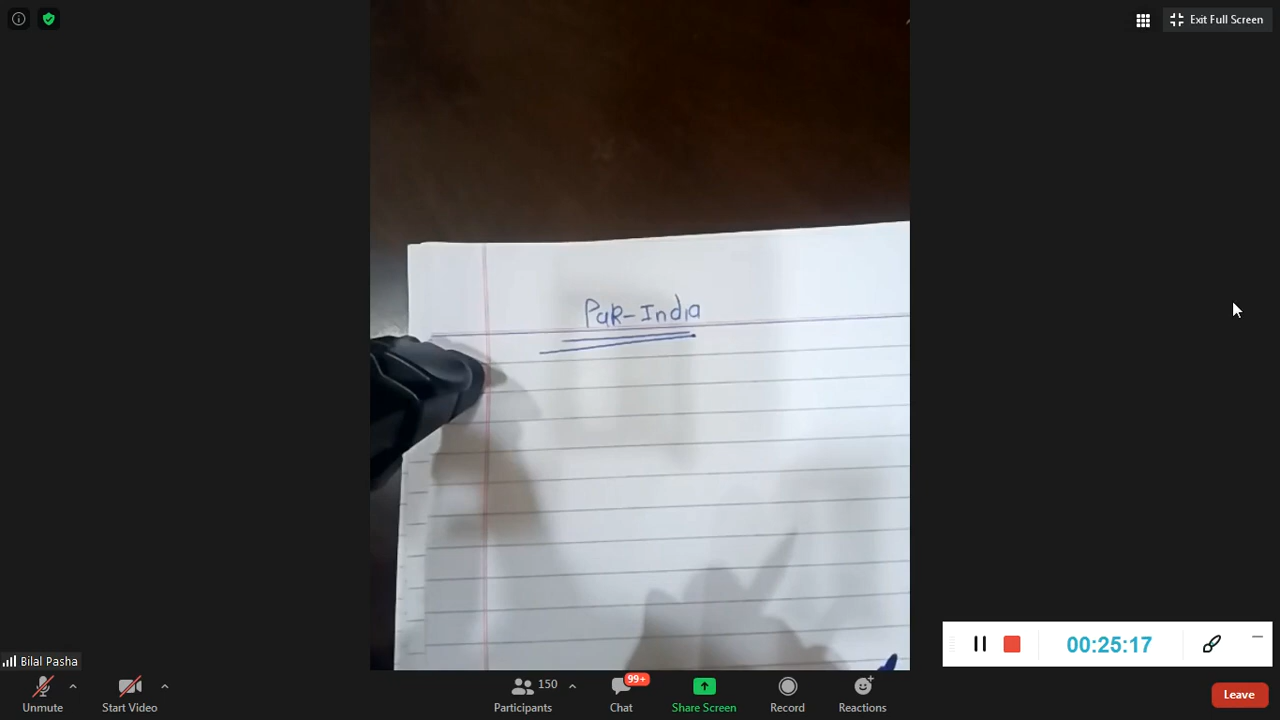 Exit Full Screen
PaK-India
00:25:17
Bilal Pasha
150
99+
Unmute
Start Video
Participants
Chat
Share Screen
Record
Reactions
Leave